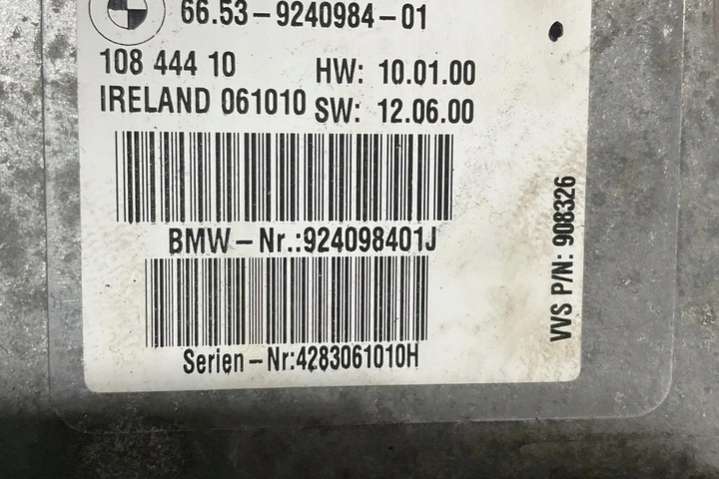 66.53-9240984-01
108 444 10 HW: 10.01.00
IRELAND 061010 SW: 12.06.00
BMW-Nr.:924098401J
Serien-Nr:4283061010H
VVS P/N: 908326